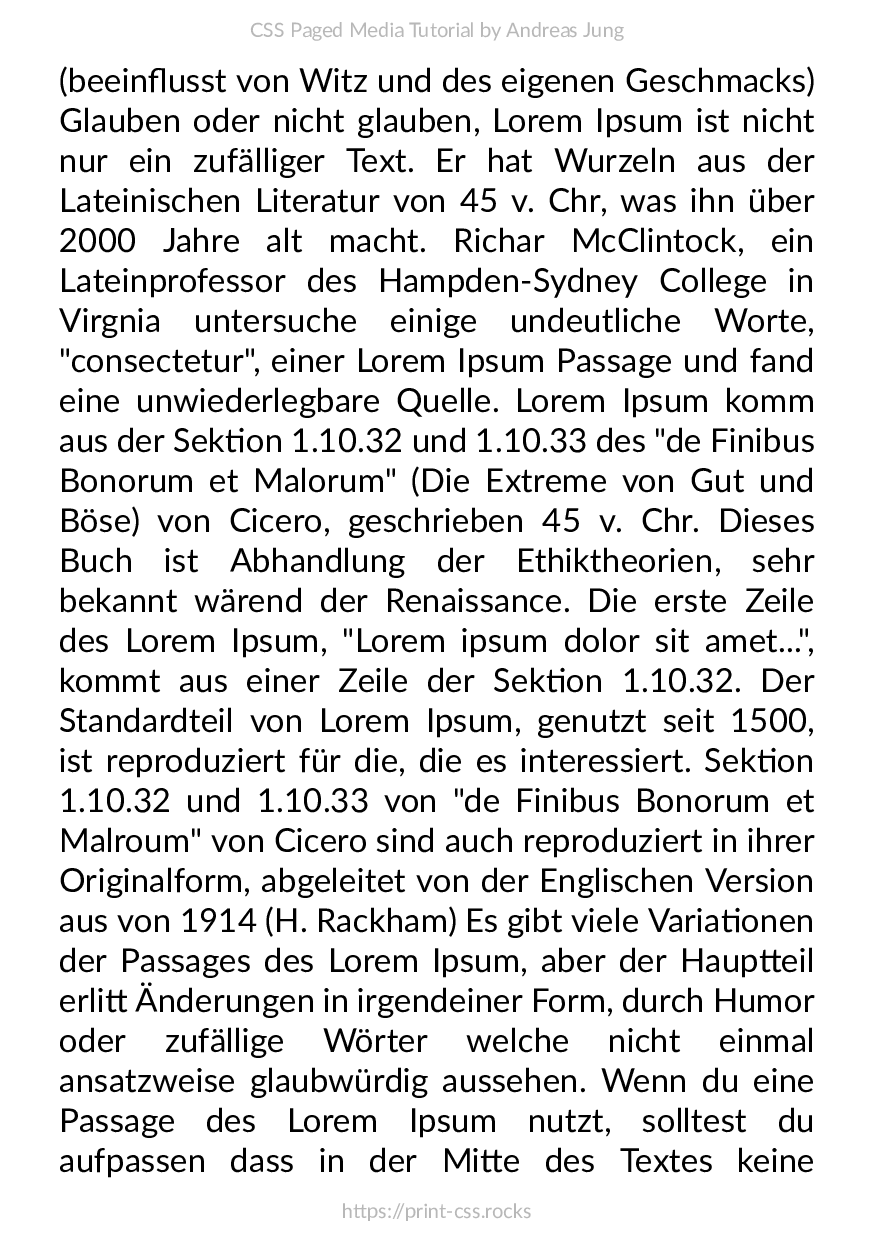 CSS Paged Media Tutorial by Andreas Jung
(beeinflusst von Witz und des eigenen Geschmacks)
Glauben oder nicht glauben, Lorem Ipsum ist nicht
nur ein zufälliger Text. Er hat Wurzeln aus der
Lateinischen Literatur von 45 v. Chr, was ihn über
2000 Jahre alt macht. Richar McClintock, ein
Lateinprofessor des Hampden-Sydney College in
Virgnia untersuche einige undeutliche Worte,
"consectetur", einer Lorem Ipsum Passage und fand
eine unwiederlegbare Quelle. Lorem Ipsum komm
aus der Sektion 1.10.32 und 1.10.33 des "de Finibus
Bonorum et Malorum" (Die Extreme von Gut und
Böse) von Cicero, geschrieben 45 v. Chr. Dieses
Buch ist Abhandlung der Ethiktheorien, sehr
bekannt wärend der Renaissance. Die erste Zeile
des Lorem Ipsum, "Lorem ipsum dolor sit amet...",
kommt aus einer Zeile der Sektion 1.10.32. Der
Standardteil von Lorem Ipsum, genutzt seit 1500,
ist reproduziert für die, die es interessiert. Sektion
1.10.32 und 1.10.33 von "de Finibus Bonorum et
Malroum" von Cicero sind auch reproduziert in ihrer
Originalform, abgeleitet von der Englischen Version
aus von 1914 (H. Rackham) Es gibt viele Variationen
der Passages des Lorem Ipsum, aber der Hauptteil
erlitt Änderungen in irgendeiner Form, durch Humor
oder zufällige Wörter welche nicht einmal
ansatzweise glaubwürdig aussehen. Wenn du eine
Passage des Lorem Ipsum nutzt, solltest du
aufpassen dass in der Mitte des Textes keine
https://print-css.rocks